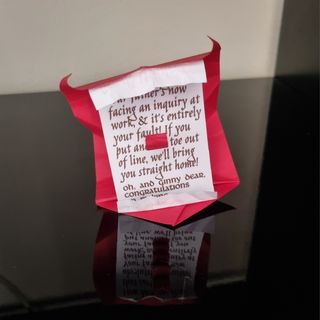 father's now
facing an inquiry at
work, & it's entirely
your fault! If you
put an toe out
of line, we'll bring
you straight home!
oh, and ginny dear,
congratulations